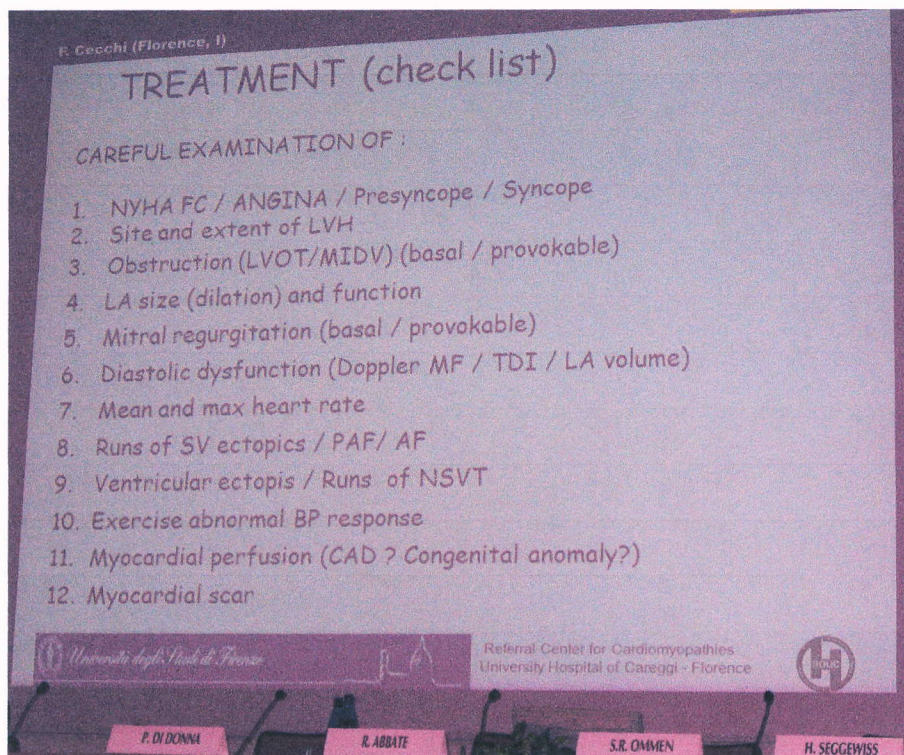 F. Cecchi (Florence, I)
TREATMENT (check list)
CAREFUL EXAMINATION OF :
1. NYHA FC / ANGINA / Presyncope / Syncope
2. Site and extent of LVH
3. Obstruction (LVOT/MIDV) (basal / provokable)
4. LA size (dilation) and function
5. Mitral regurgitation (basal / provokable)
6. Diastolic dysfunction (Doppler MF / TDI / LA volume)
7. Mean and max heart rate
8. Runs of SV ectopics / PAF/ AF
9. Ventricular ectopis / Runs of NSVT
10. Exercise abnormal BP response
11. Myocardial perfusion (CAD ? Congenital anomaly?)
12. Myocardial scar
Università degli Studi di Firenze
Referral Center for Cardiomyopathies
University Hospital of Careggi - Florence
P. DI DONNA
R. ABBATE
S.R. OMMEN
H. SEGGEWISS